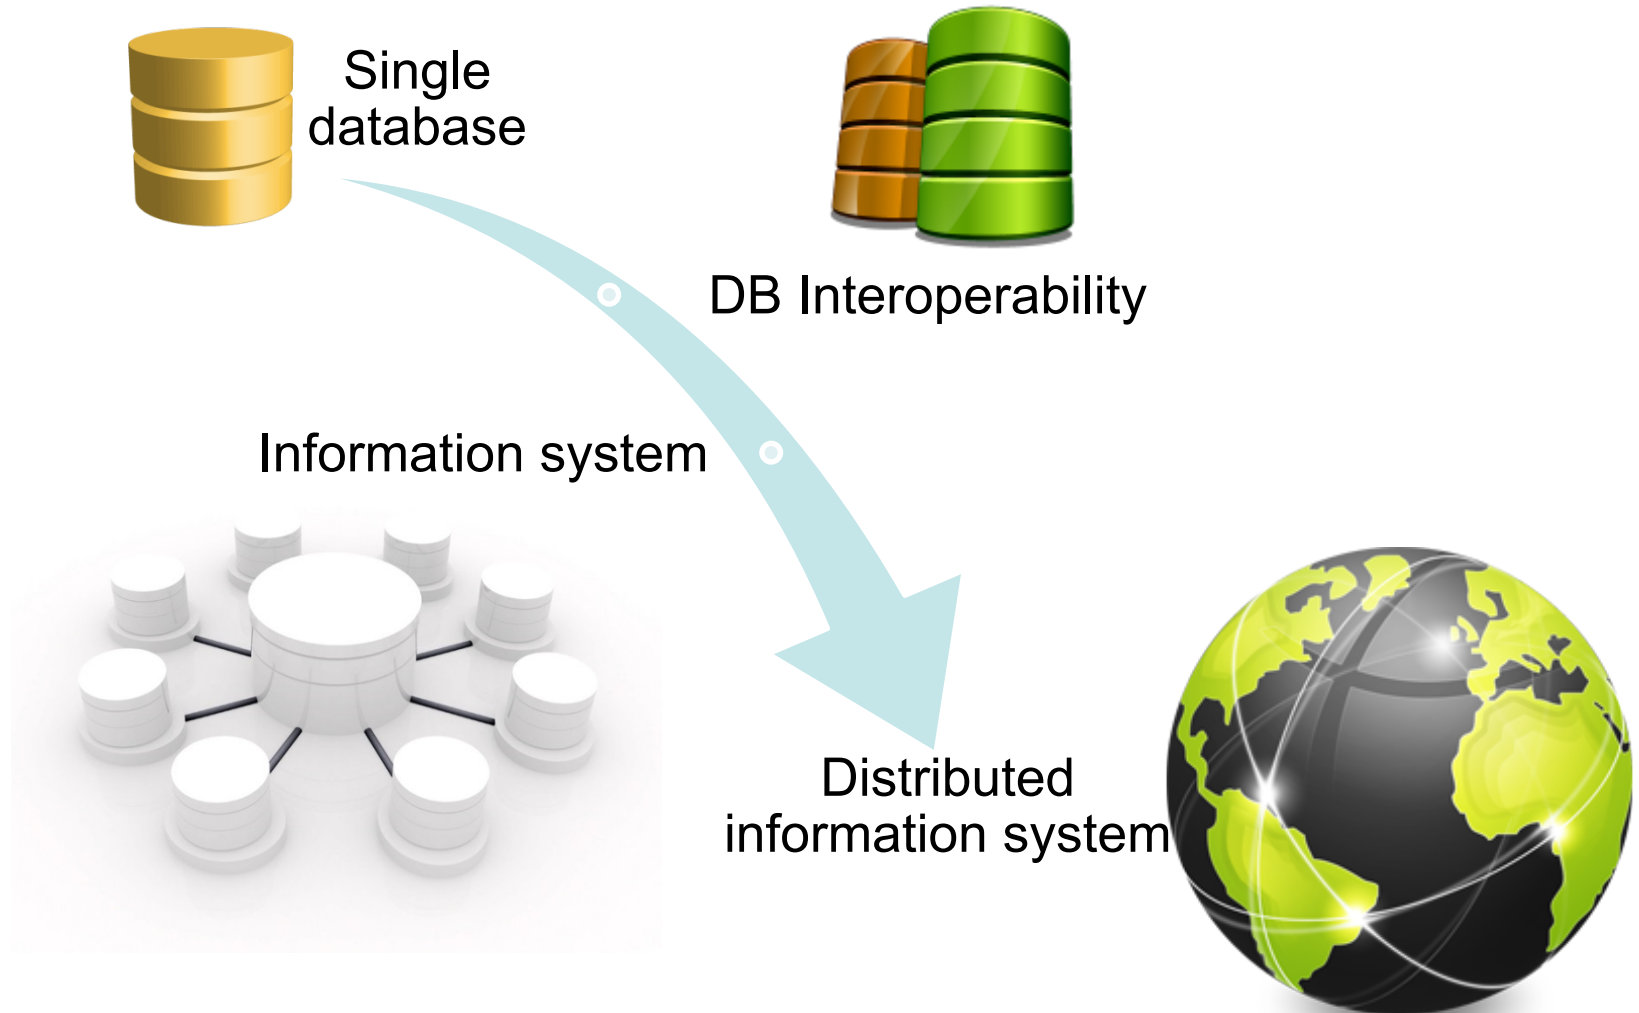 Single
database
DB Interoperability
Information system
Distributed
information system